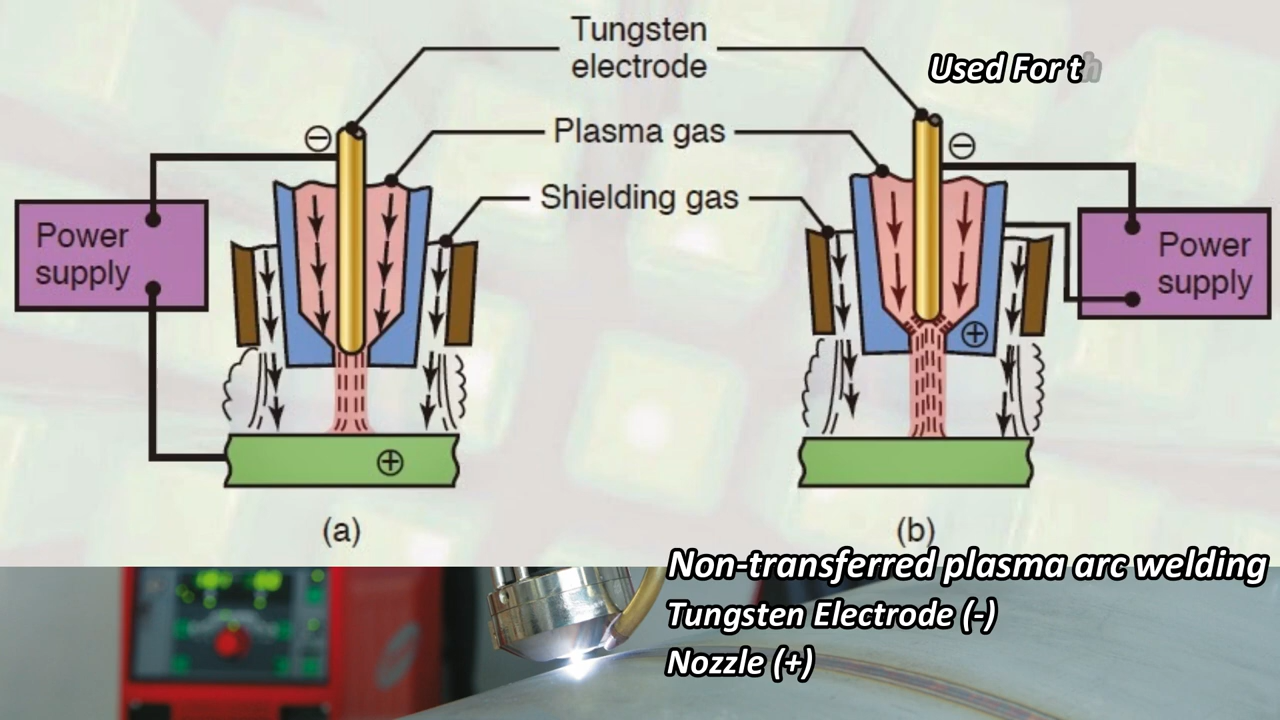 Tungsten
electrode
Used For th
Plasma gas
Shielding gas
Power
supply
Power
supply
(a)
(b)
Non-transferred plasma arc welding
Tungsten Electrode (-)
Nozzle (+)